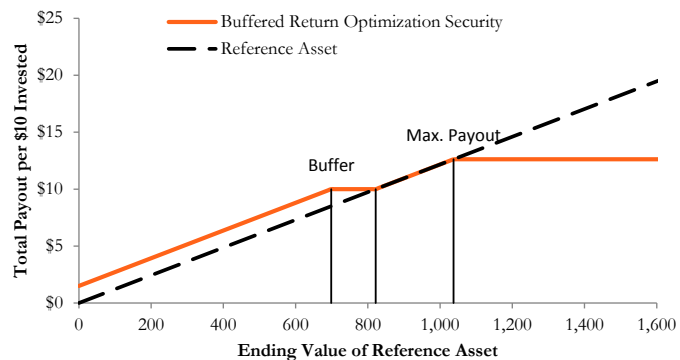 $25
$20
$15
$10
$5
$0
Total Payout per $10 Invested
Buffered Return Optimization Security
Reference Asset
Max. Payout
Buffer
0 200 400 600 800 1,000 1,200 1,400 1,600
Ending Value of Reference Asset